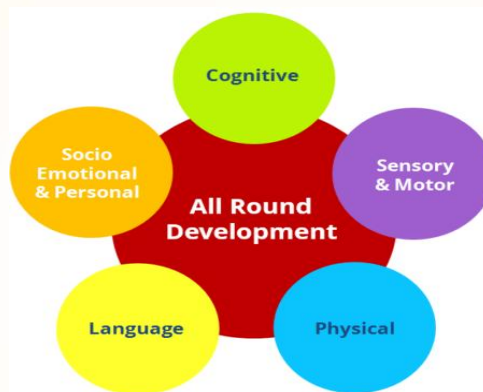 Cognitive
Socio
Emotional
& Personal
Sensory
& Motor
All Round
Development
Language
Physical